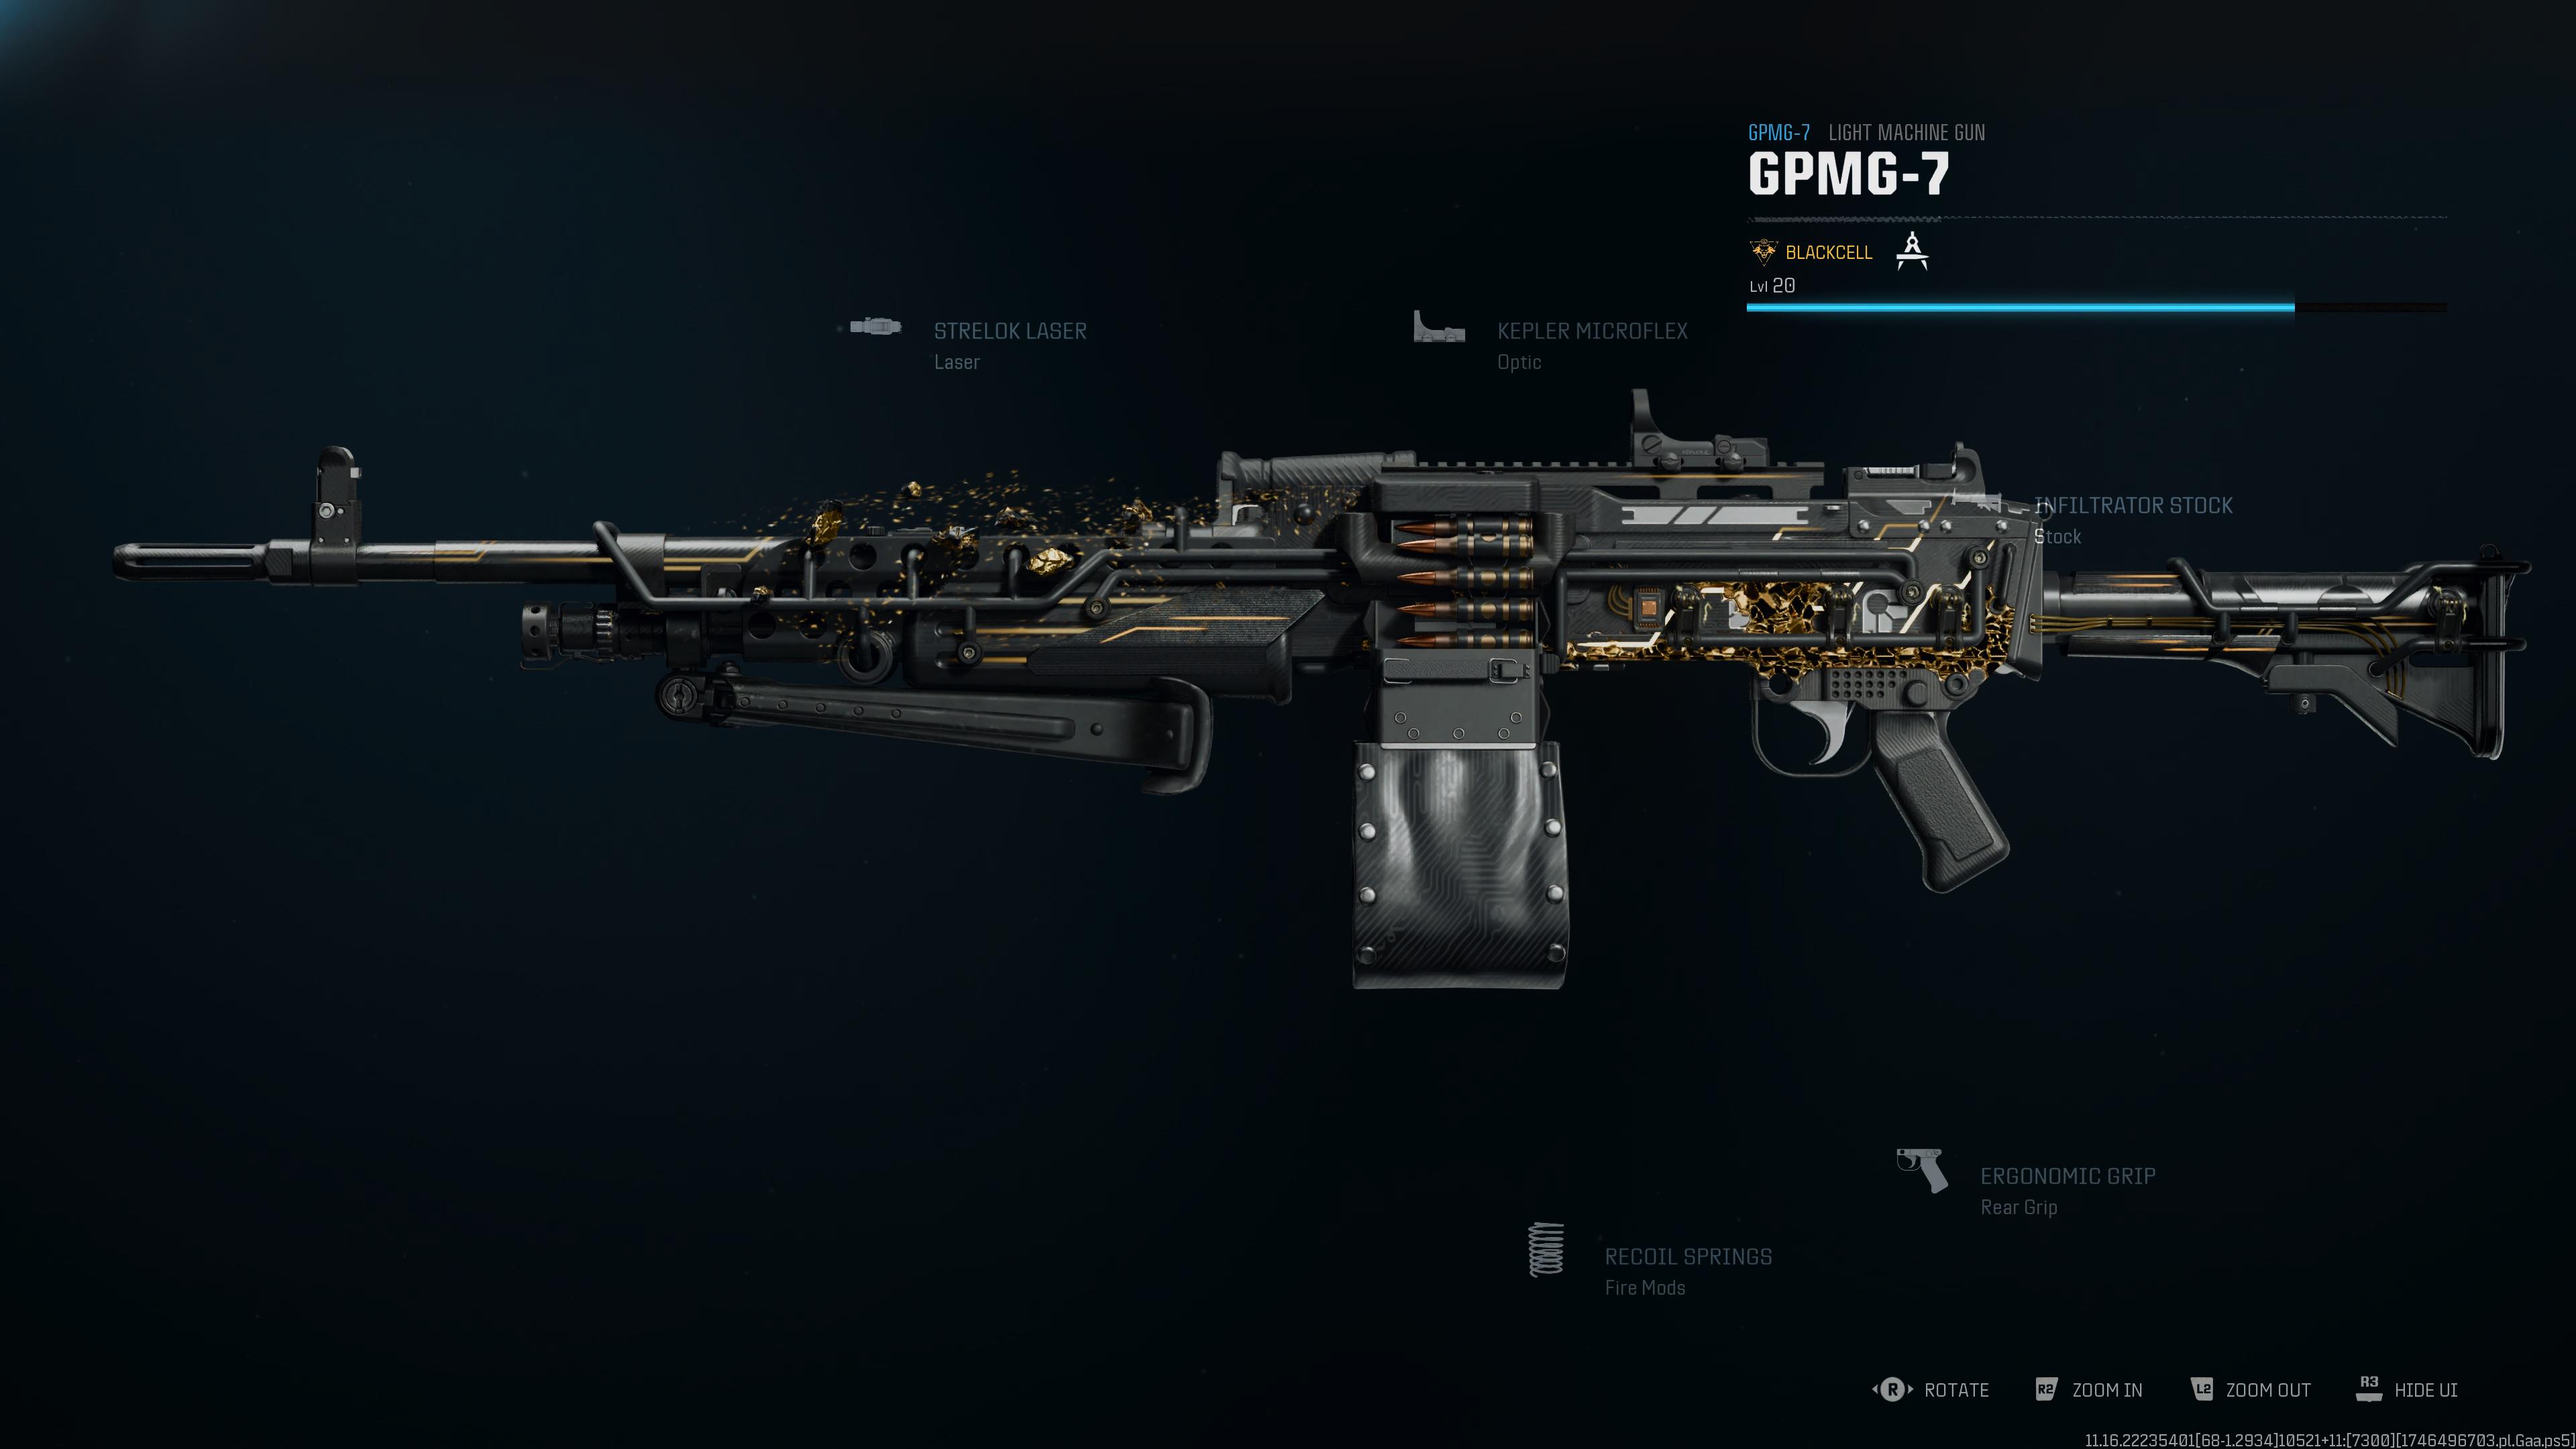 GPMG-7 LIGHT MACHINE GUN
GPMG-7
BLACKCELL
Lvl 20
STRELOK LASER
Laser
KEPLER MICROFLEX
Optic
INFILTRATOR STOCK
Stock
ERGONOMIC GRIP
Rear Grip
RECOIL SPRINGS
Fire Mods
R ROTATE R2 ZOOM IN L2 ZOOM OUT R3 HIDE UI
11.16.22235401[68-1.2934]10521+11:[7300][1746496703.pl.Gaa.ps5]